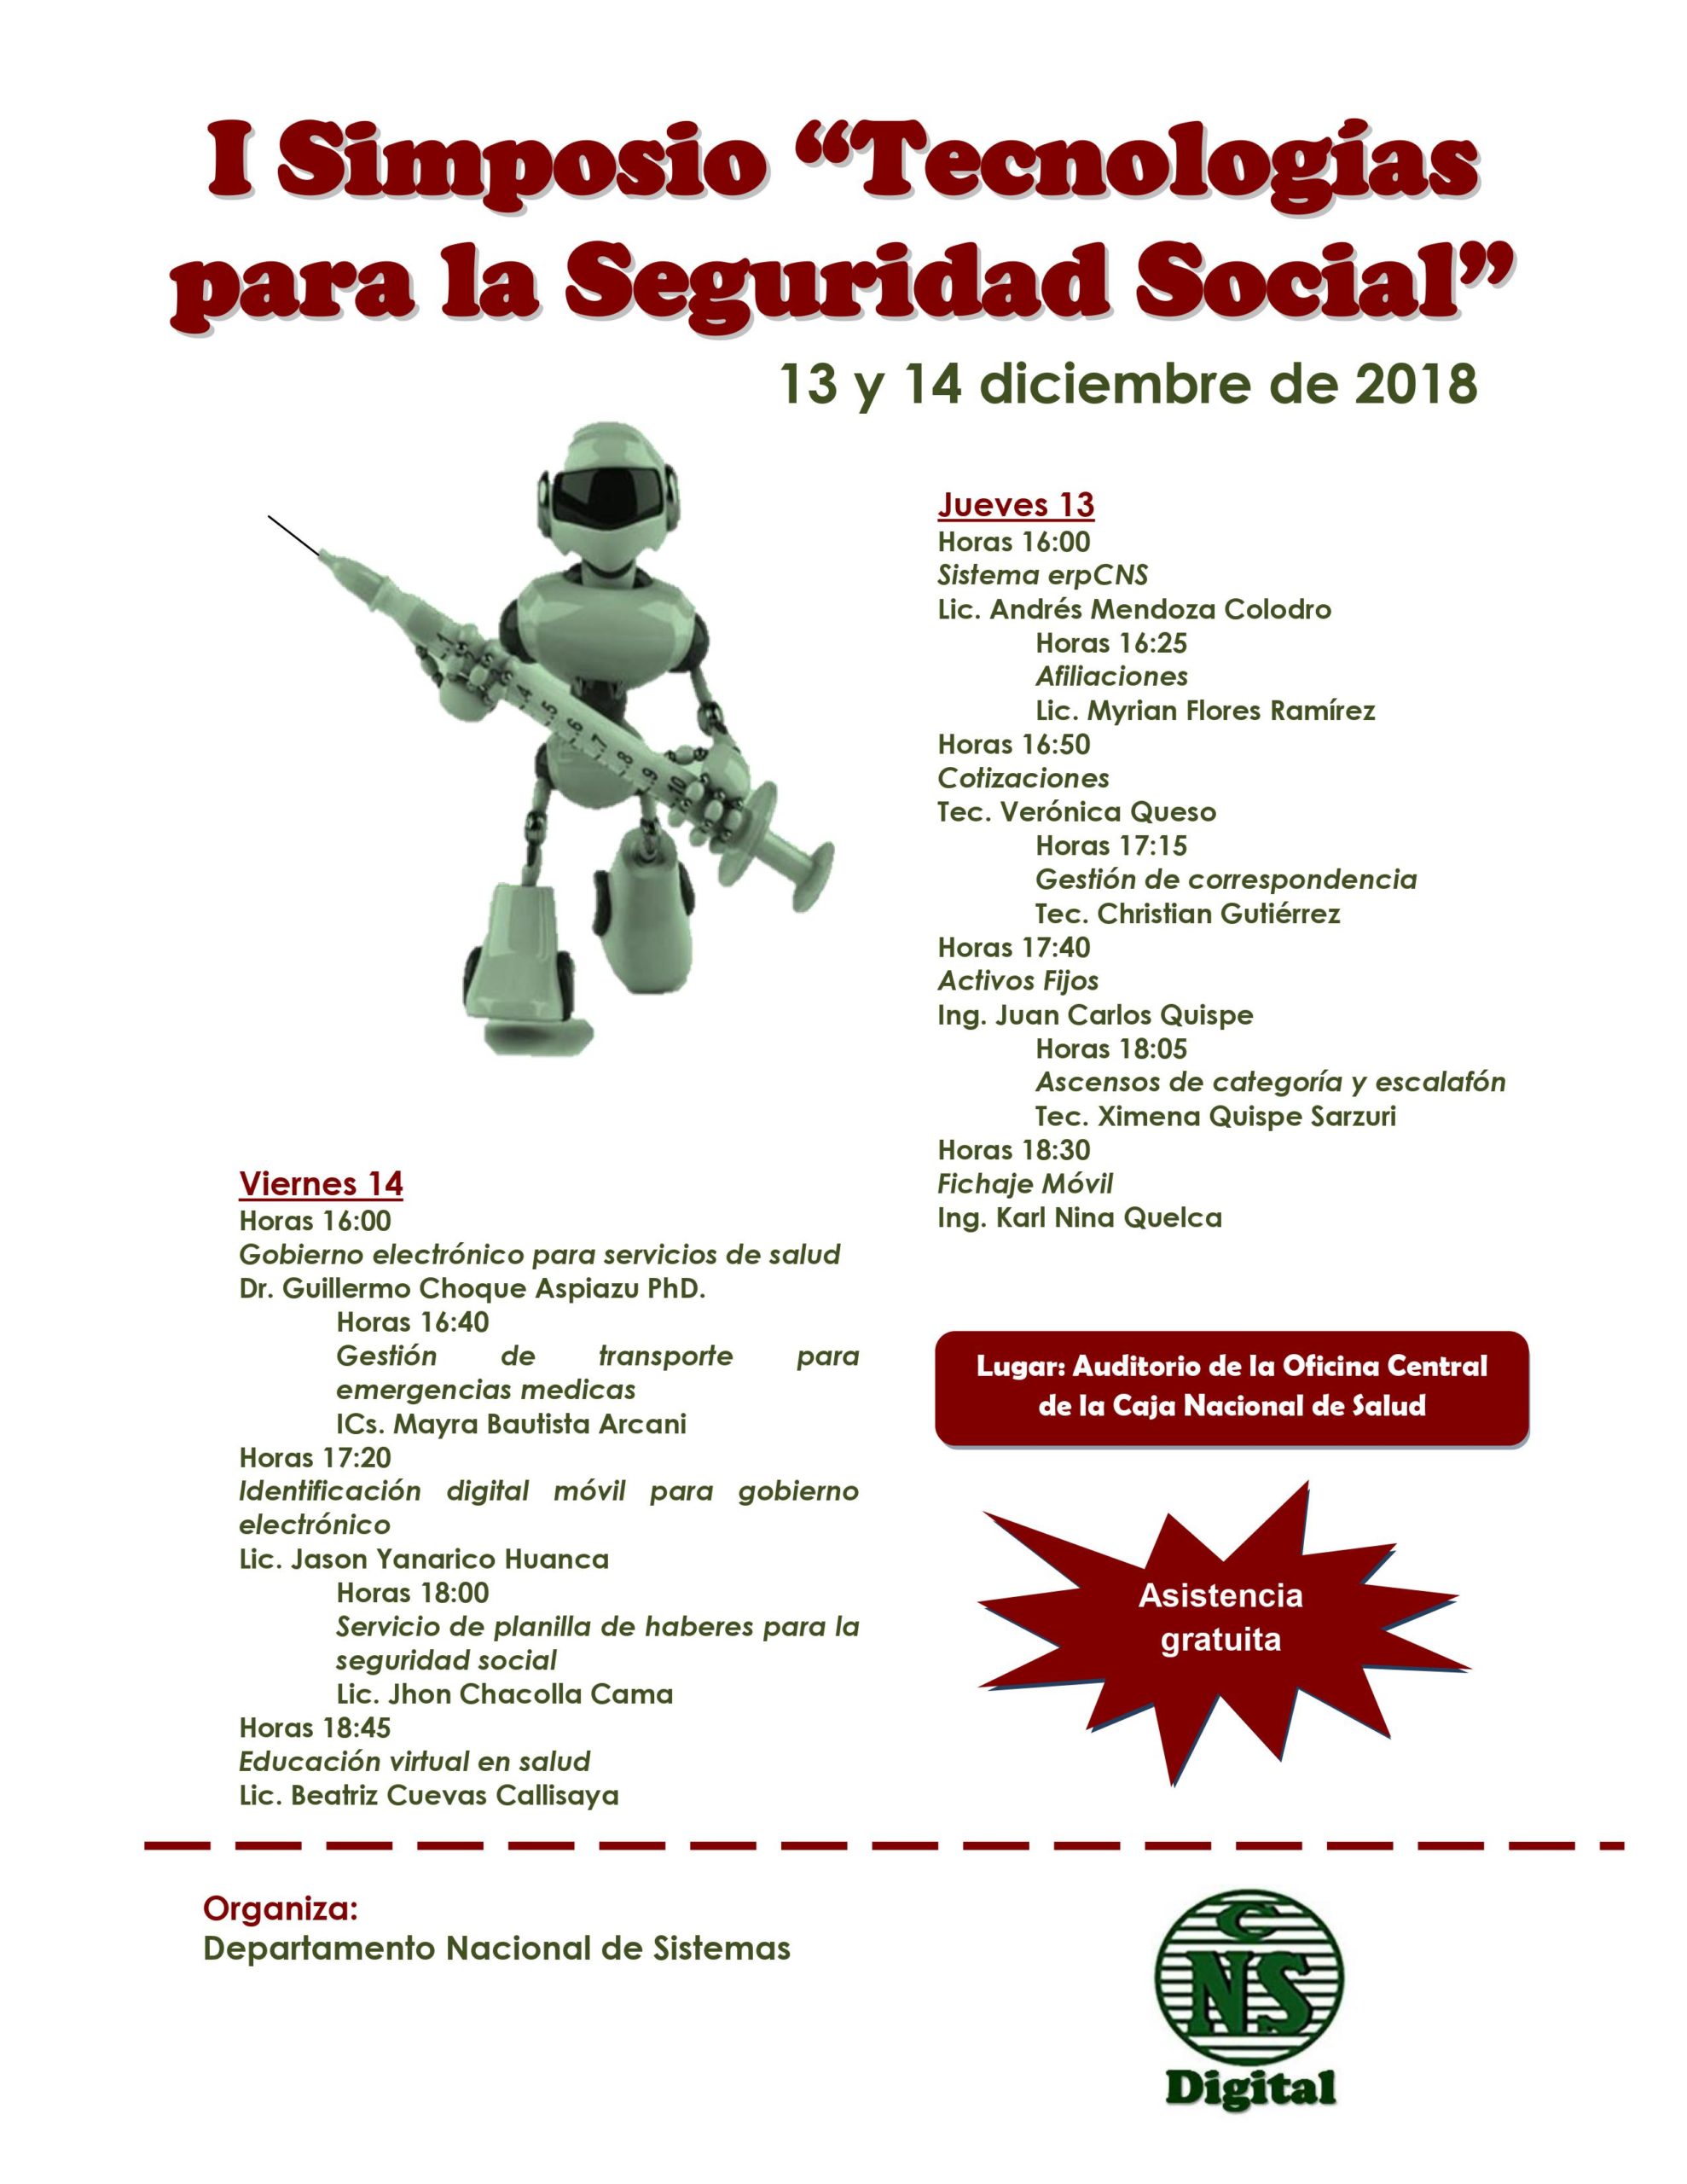 I Simposio “Tecnologías
para la Seguridad Social”
13 y 14 diciembre de 2018
Jueves 13
Horas 16:00
Sistema erpCNS
Lic. Andrés Mendoza Colodro
Horas 16:25
Afiliaciones
Lic. Myrian Flores Ramírez
Horas 16:50
Cotizaciones
Tec. Verónica Queso
Horas 17:15
Gestión de correspondencia
Tec. Christian Gutiérrez
Horas 17:40
Activos Fijos
Ing. Juan Carlos Quispe
Horas 18:05
Ascensos de categoría y escalafón
Tec. Ximena Quispe Sarzuri
Horas 18:30
Fichaje Móvil
Ing. Karl Nina Quelca
Viernes 14
Horas 16:00
Gobierno electrónico para servicios de salud
Dr. Guillermo Choque Aspiazu PhD.
Horas 16:40
Gestión de transporte para
emergencias medicas
ICs. Mayra Bautista Arcani
Horas 17:20
Identificación digital móvil para gobierno
electrónico
Lic. Jason Yanarico Huanca
Horas 18:00
Servicio de planilla de haberes para la
seguridad social
Lic. Jhon Chacolla Cama
Horas 18:45
Educación virtual en salud
Lic. Beatriz Cuevas Callisaya
Lugar: Auditorio de la Oficina Central
de la Caja Nacional de Salud
Asistencia
gratuita
Organiza:
Departamento Nacional de Sistemas
C
NS
Digital